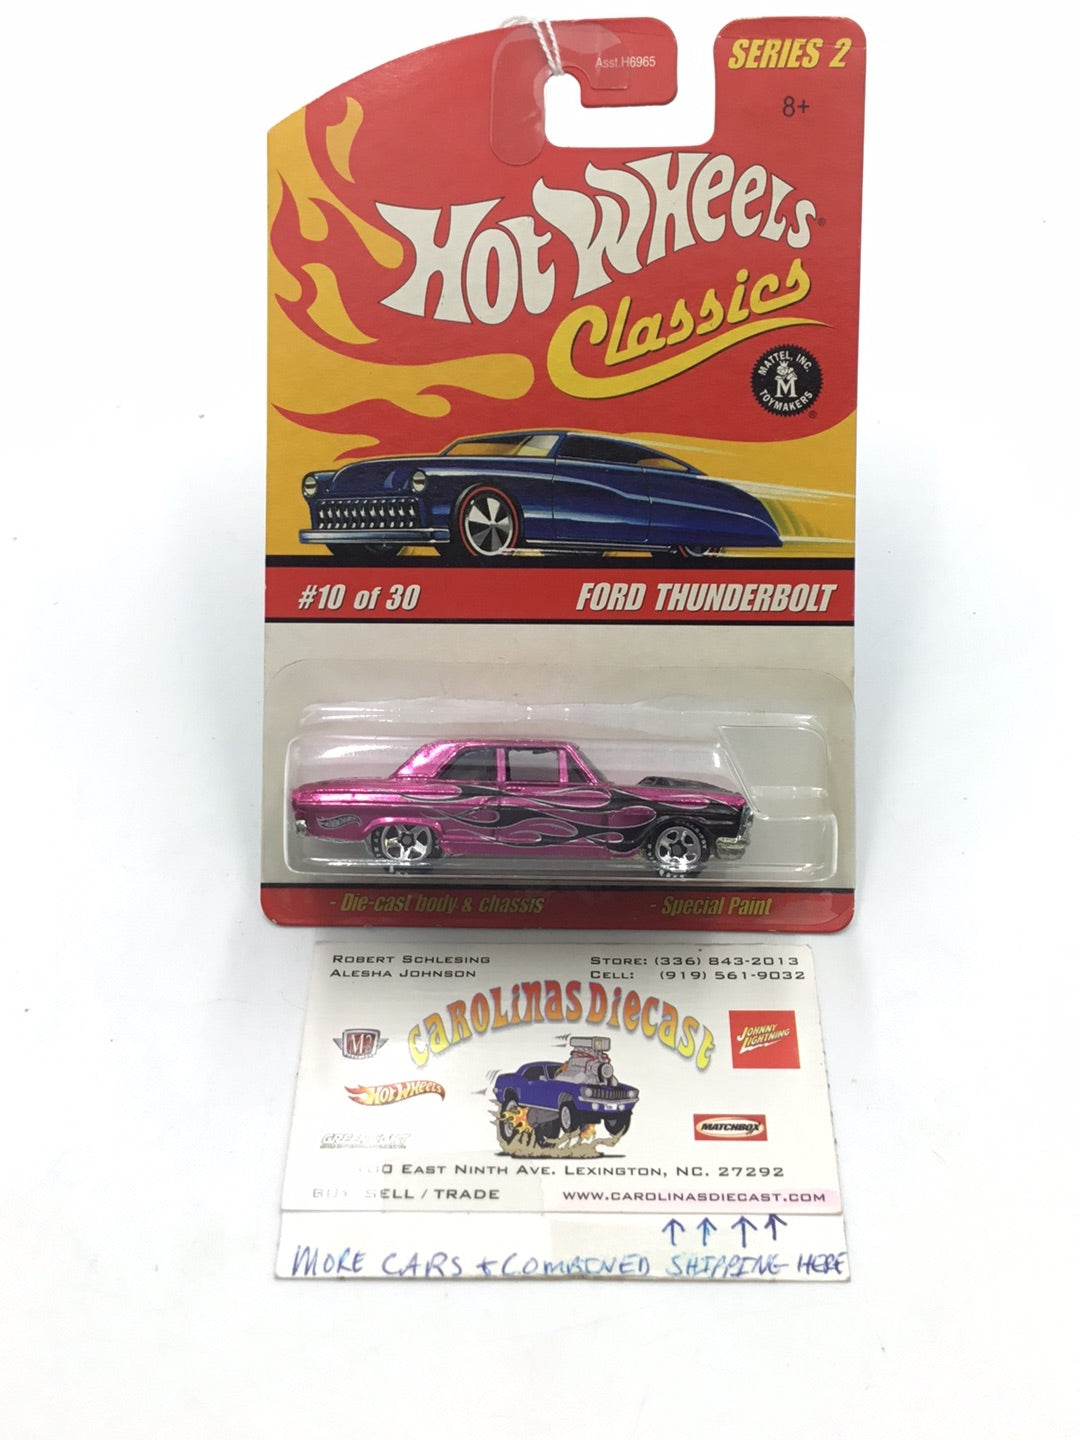 Asst.H6965
SERIES 2
8+
Hot Wheels®
Classics
MATTEL, INC.
M
TOYMAKERS
®
#10 of 30
FORD THUNDERBOLT
Hot Wheels
- Die-cast body & chassis
- Special Paint
ROBERT SCHLESING
STORE: (336) 843-2013
ALESHA JOHNSON
CELL: (919) 561-9032
CAROLINAS DIECAST
M2
JOHNNY LIGHTNING
HOT WHEELS
GREENLIGHT
MATCHBOX
EAST NINTH AVE. LEXINGTON, NC. 27292
BUY / SELL / TRADE
WWW.CAROLINASDIECAST.COM
MORE CARS + COMBINED SHIPPING HERE